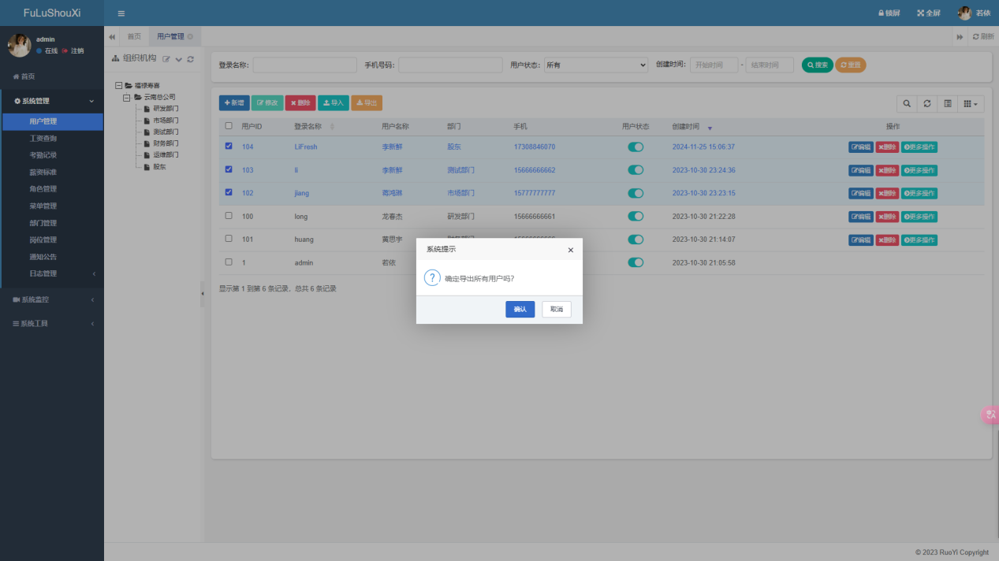 FuLuShouXi
锁屏 全屏 若依
admin
在线 注销
首页 用户管理 刷新
首页
系统管理
用户管理
工资查询
考勤记录
薪资标准
角色管理
菜单管理
部门管理
岗位管理
通知公告
日志管理
系统监控
系统工具
组织机构
福禄寿喜
云南总公司
研发部门
市场部门
测试部门
财务部门
运维部门
股东
登录名称: 手机号码: 用户状态: 所有 创建时间: 开始时间 - 结束时间 搜索 重置
新增 修改 删除 导入 导出
用户ID 登录名称 用户名称 部门 手机 用户状态 创建时间 操作
104 LiFresh 李新鲜 股东 17308846070 2024-11-25 15:06:37 编辑 删除 更多操作
103 li 李新鲜 测试部门 15666666662 2023-10-30 23:24:36 编辑 删除 更多操作
102 jiang 蒋鸿琳 市场部门 15777777777 2023-10-30 23:23:15 编辑 删除 更多操作
100 long 龙春杰 研发部门 15666666661 2023-10-30 21:22:28 编辑 删除 更多操作
101 huang 黄思宇 2023-10-30 21:14:07 编辑 删除 更多操作
1 admin 若依 2023-10-30 21:05:58
显示第 1 到第 6 条记录，总共 6 条记录
系统提示
确定导出所有用户吗?
确认 取消
© 2023 RuoYi Copyright